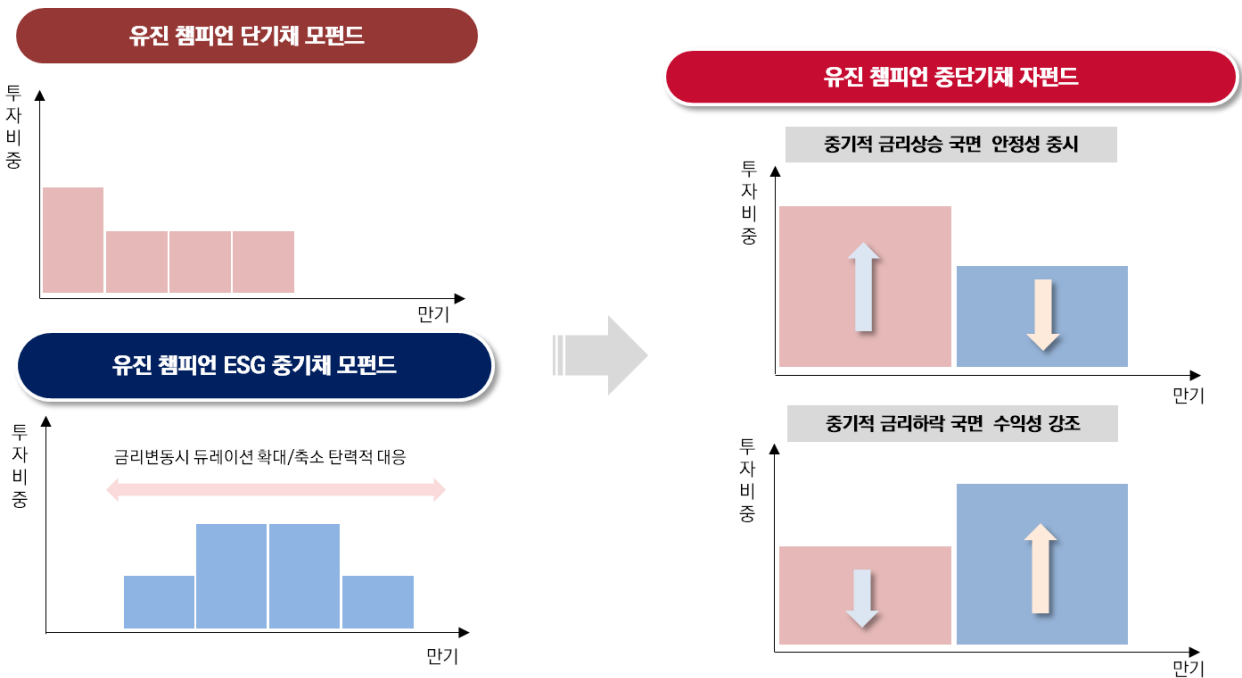 유진 챔피언 단기채 모펀드
투자비중
만기
유진 챔피언 ESG 중기채 모펀드
투자비중
금리변동시 듀레이션 확대/축소 탄력적 대응
만기
유진 챔피언 중단기채 자펀드
중기적 금리상승 국면 안정성 중시
투자비중
만기
중기적 금리하락 국면 수익성 강조
투자비중
만기